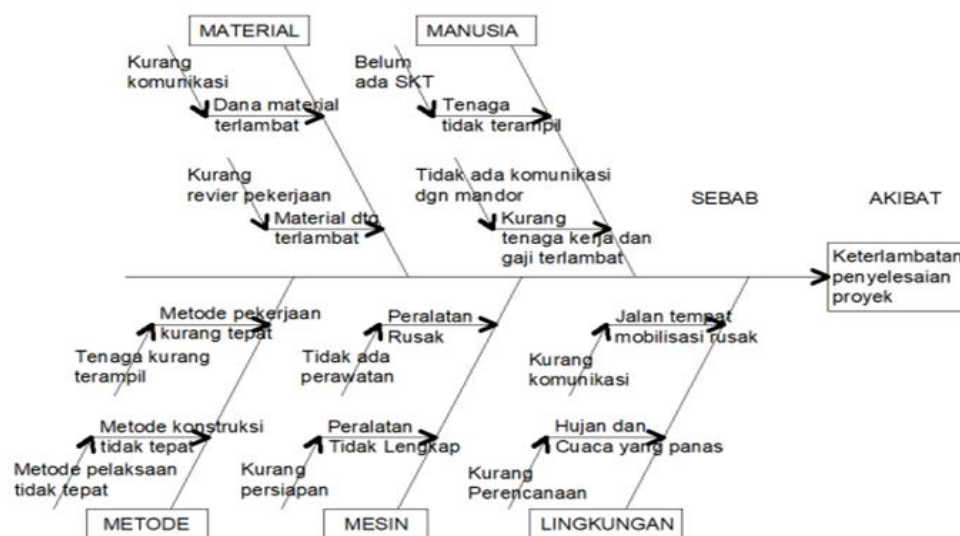 MATERIAL
MANUSIA
Kurang
komunikasi
Dana material
terlambat
Belum
ada SKT
Tenaga
tidak terampil
Kurang
revier pekerjaan
Material dtg
terlambat
Tidak ada komunikasi
dgn mandor
Kurang
tenaga kerja dan
gaji terlambat
SEBAB
AKIBAT
Keterlambatan
penyelesaian
proyek
Metode pekerjaan
kurang tepat
Tenaga kurang
terampil
Peralatan
Rusak
Tidak ada
perawatan
Jalan tempat
mobilisasi rusak
Kurang
komunikasi
Metode konstruksi
tidak tepat
Metode pelaksaan
tidak tepat
Peralatan
Tidak Lengkap
Kurang
persiapan
Hujan dan
Cuaca yang panas
Kurang
Perencanaan
METODE
MESIN
LINGKUNGAN